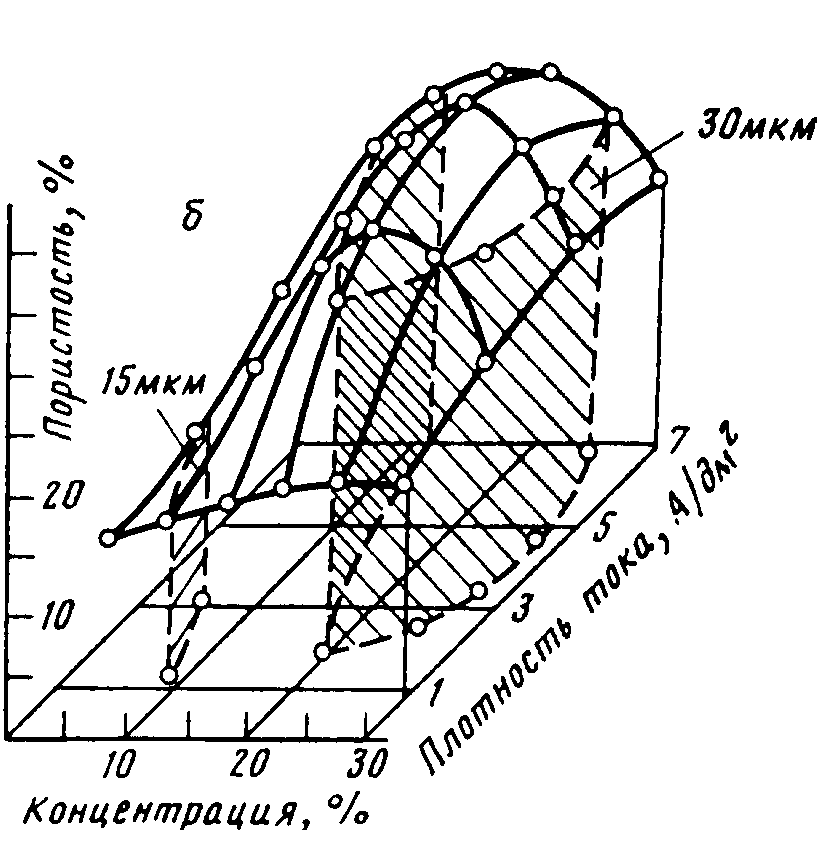 30мкм
б
Пористость, %
15мкм
20
10
7
5
3
1
Плотность тока, А/дм²
10 20 30
Концентрация, %